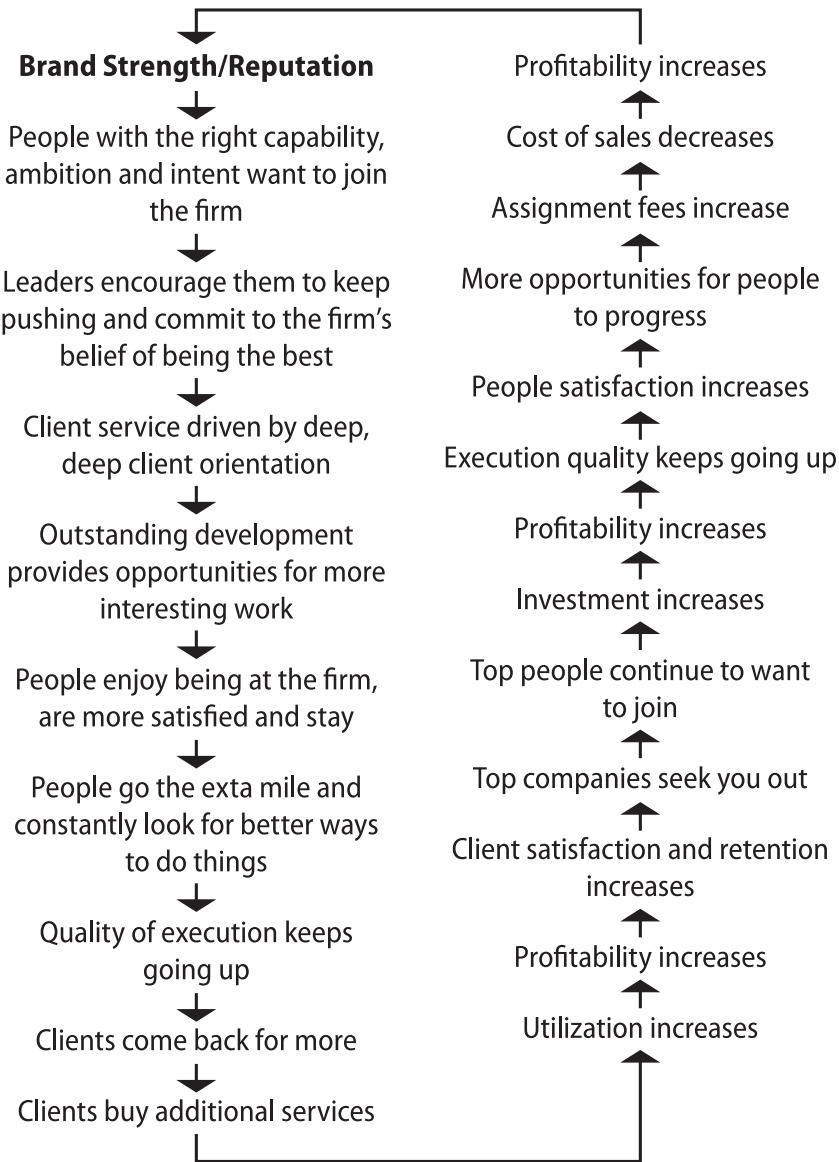 Brand Strength/Reputation
People with the right capability,
ambition and intent want to join
the firm
Leaders encourage them to keep
pushing and commit to the firm’s
belief of being the best
Client service driven by deep,
deep client orientation
Outstanding development
provides opportunities for more
interesting work
People enjoy being at the firm,
are more satisfied and stay
People go the exta mile and
constantly look for better ways
to do things
Quality of execution keeps
going up
Clients come back for more
Clients buy additional services
Profitability increases
Cost of sales decreases
Assignment fees increase
More opportunities for people
to progress
People satisfaction increases
Execution quality keeps going up
Profitability increases
Investment increases
Top people continue to want
to join
Top companies seek you out
Client satisfaction and retention
increases
Profitability increases
Utilization increases